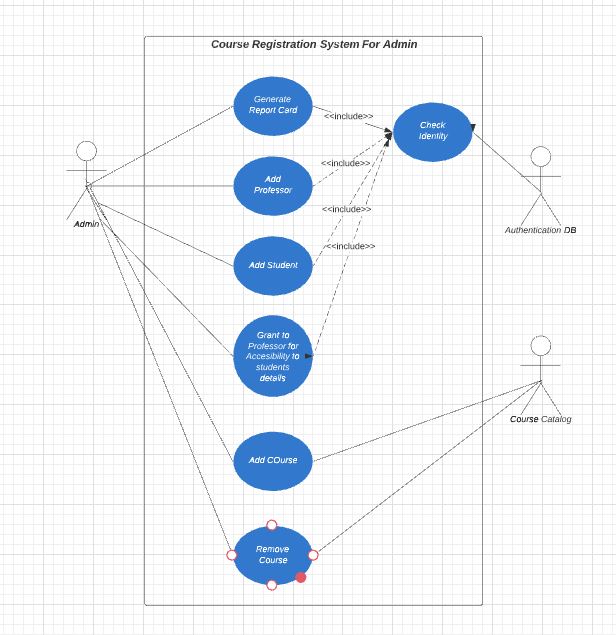 Course Registration System For Admin
Generate
Report Card
<<include>>
Check
Identity
Add
Professor
<<include>>
Admin
<<include>>
Authentication DB
<<include>>
Add Student
Grant to
Professor for
Accesibility to
students
details
Course Catalog
Add COurse
Remove
Course